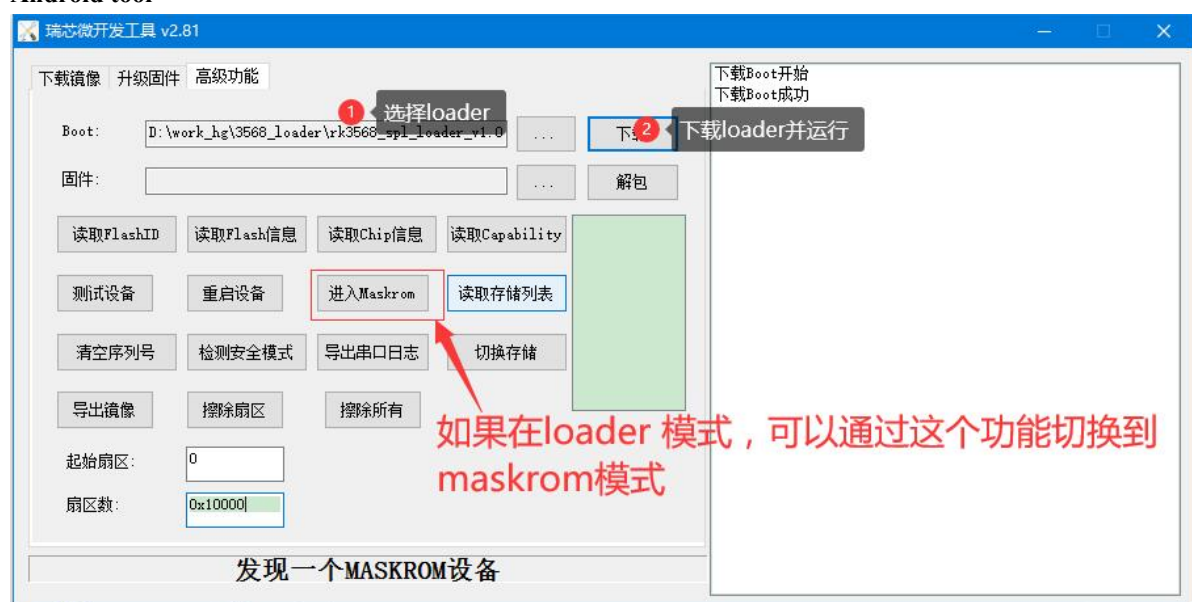 瑞芯微开发工具 v2.81
下载镜像 升级固件 高级功能
1 选择loader
Boot: D:\work_hg\3568_loader\rk3568_spl_loader_v1.0 ... 下载
2 下载loader并运行
固件: ... 解包
读取FlashID 读取Flash信息 读取Chip信息 读取Capability
测试设备 重启设备 进入Maskrom 读取存储列表
清空序列号 检测安全模式 导出串口日志 切换存储
导出镜像 擦除扇区 擦除所有
起始扇区: 0
扇区数: 0x10000
如果在loader 模式，可以通过这个功能切换到
maskrom模式
发现一个MASKROM设备
下载Boot开始
下载Boot成功